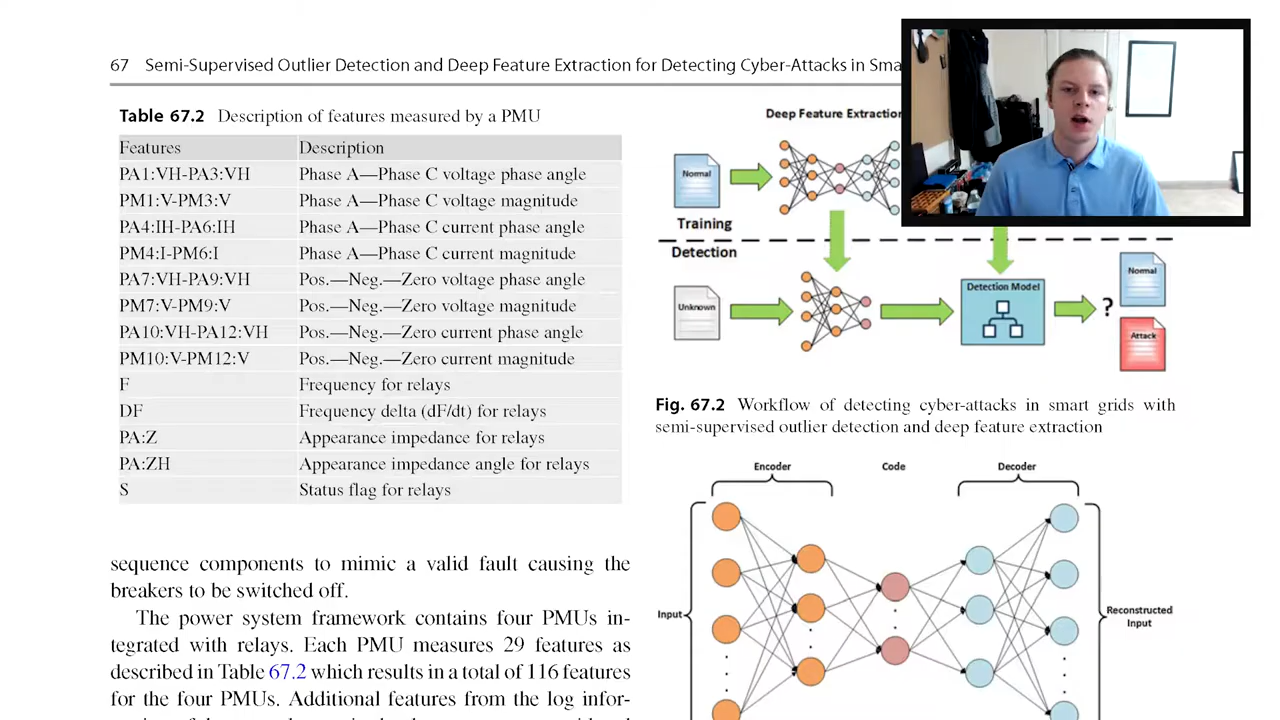 67 Semi-Supervised Outlier Detection and Deep Feature Extraction for Detecting Cyber-Attacks in
Table 67.2 Description of features measured by a PMU
Features Description
PA1:VH-PA3:VH Phase A—Phase C voltage phase angle
PM1:V-PM3:V Phase A—Phase C voltage magnitude
PA4:IH-PA6:IH Phase A—Phase C current phase angle
PM4:I-PM6:I Phase A—Phase C current magnitude
PA7:VH-PA9:VH Pos.—Neg.—Zero voltage phase angle
PM7:V-PM9:V Pos.—Neg.—Zero voltage magnitude
PA10:VH-PA12:VH Pos.—Neg.—Zero current phase angle
PM10:V-PM12:V Pos.—Neg.—Zero current magnitude
F Frequency for relays
DF Frequency delta (dF/dt) for relays
PA:Z Appearance impedance for relays
PA:ZH Appearance impedance angle for relays
S Status flag for relays
sequence components to mimic a valid fault causing the
breakers to be switched off.
The power system framework contains four PMUs in-
tegrated with relays. Each PMU measures 29 features as
described in Table 67.2 which results in a total of 116 features
for the four PMUs. Additional features from the log infor-
Deep Feature Extraction
Normal
Training
Detection
Unknown
Detection Model
?
Normal
Attack
Fig. 67.2 Workflow of detecting cyber-attacks in smart grids with
semi-supervised outlier detection and deep feature extraction
Encoder Code Decoder
Input
Reconstructed
Input